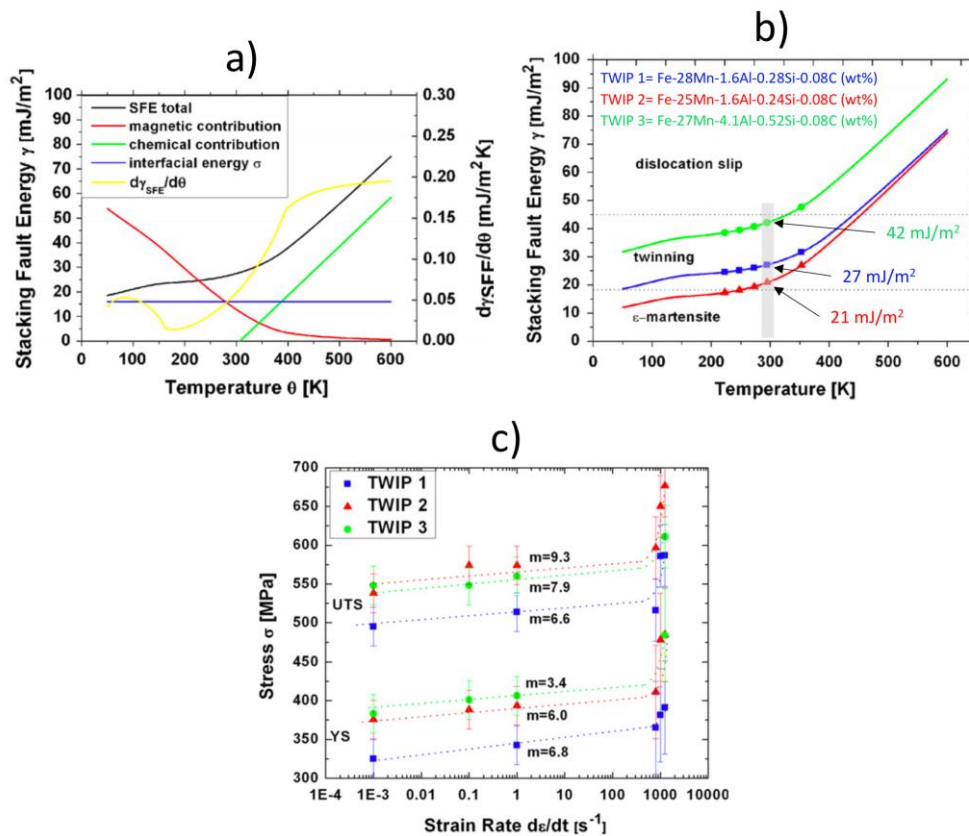 a)
Stacking Fault Energy γ [mJ/m²]
100
90
80
70
60
50
40
30
20
10
0
SFE total
magnetic contribution
chemical contribution
interfacial energy σ
dγSFE/dθ
0.30
0.25
0.20
0.15
0.10
0.05
0.00
dγSFF/dθ [mJ/m²K]
0 100 200 300 400 500 600
Temperature θ [K]
b)
Stacking Fault Energy γ [mJ/m²]
100
90
80
70
60
50
40
30
20
10
0
TWIP 1= Fe-28Mn-1.6Al-0.28Si-0.08C (wt%)
TWIP 2= Fe-25Mn-1.6Al-0.24Si-0.08C (wt%)
TWIP 3= Fe-27Mn-4.1Al-0.52Si-0.08C (wt%)
dislocation slip
42 mJ/m²
twinning
27 mJ/m²
ε–martensite
21 mJ/m²
0 100 200 300 400 500 600
Temperature [K]
c)
Stress σ [MPa]
700
650
600
550
500
450
400
350
300
TWIP 1
TWIP 2
TWIP 3
m=9.3
m=7.9
UTS
m=6.6
m=3.4
m=6.0
YS
m=6.8
1E-4 1E-3 0.01 0.1 1 10 100 1000 10000
Strain Rate dε/dt [s⁻¹]